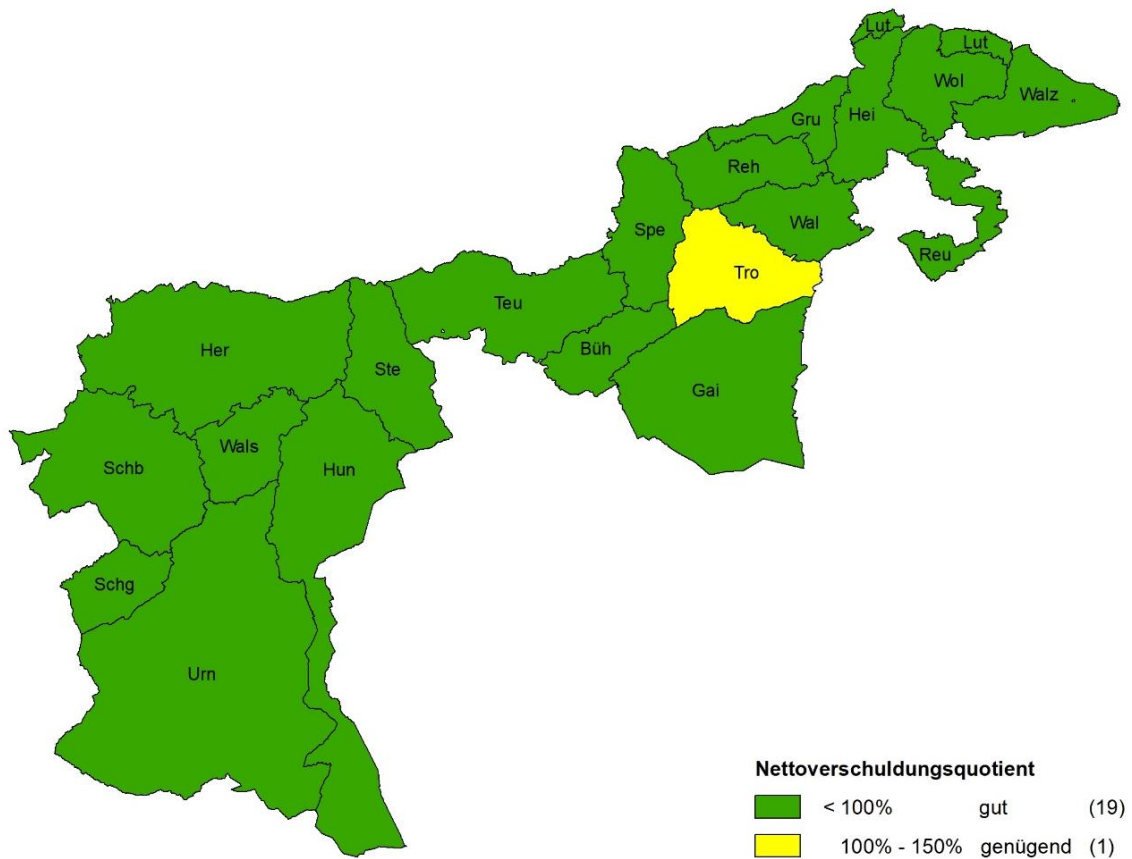 Lut
Lut
Wol
Walz
Gru
Hei
Reh
Wal
Spe
Reu
Tro
Teu
Büh
Her
Ste
Gai
Wals
Schb
Hun
Schg
Urn
Nettoverschuldungsquotient
< 100% gut (19)
100% - 150% genügend (1)